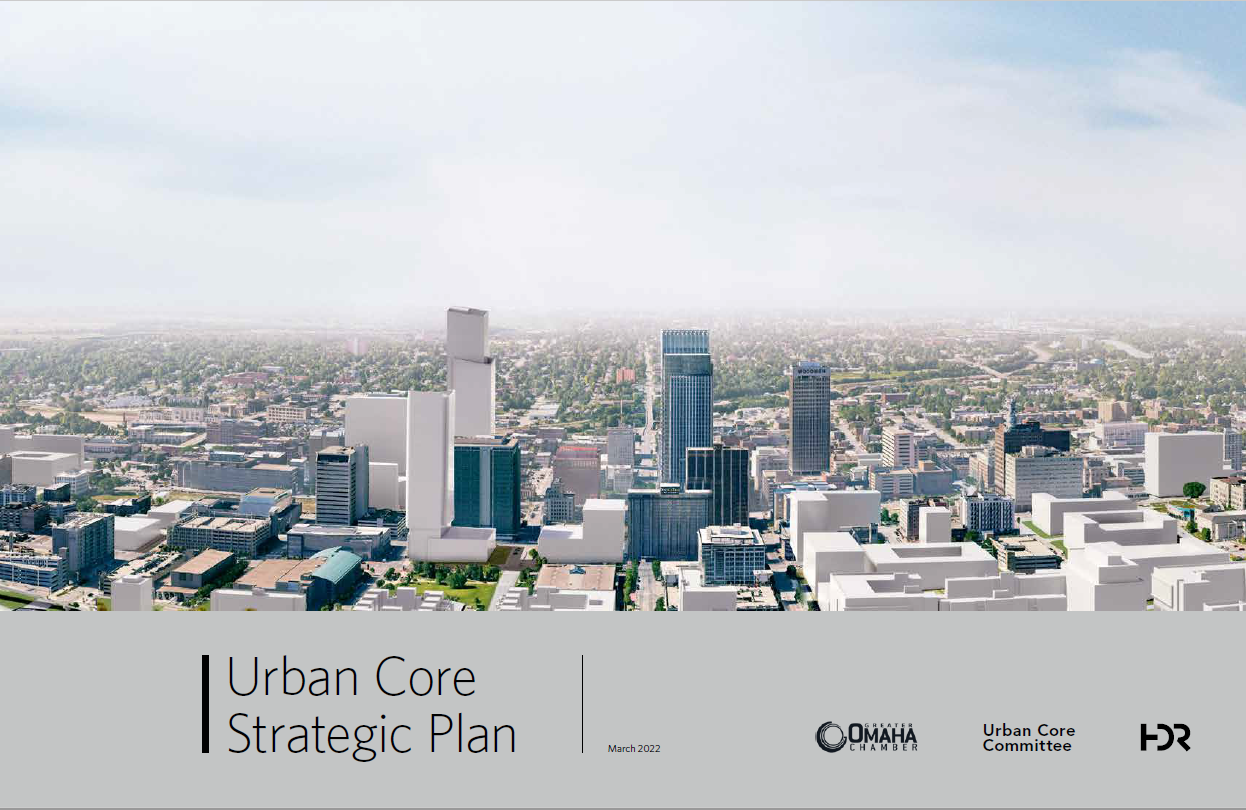 WOODMEN
Urban Core
Strategic Plan
March 2022
GREATER
OMAHA
CHAMBER
Urban Core
Committee
HDR